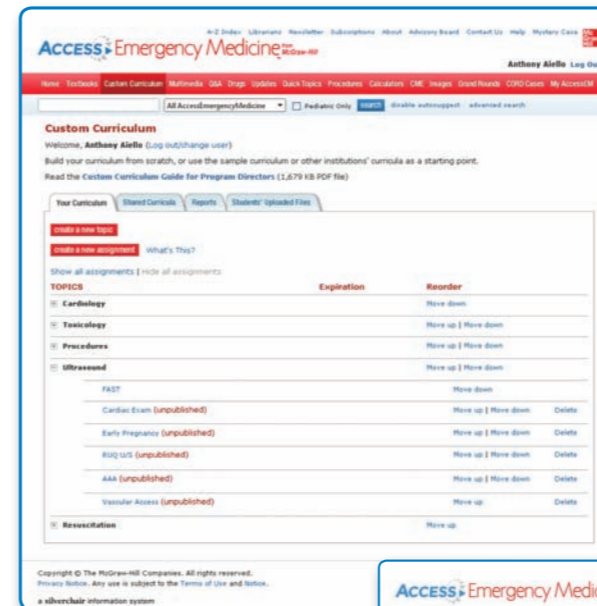 A-Z Index Librarians Newsletter Subscriptions About Advisory Board Contact Us Help Mystery Case
ACCESS Emergency Medicine from McGraw-Hill
Anthony Aiello Log Ou
Home Textbooks Custom Curriculum Multimedia Q&A Drugs Updates Quick Topics Procedures Calculators CME Images Grand Rounds CORD Cases My AccessEM
All AccessEmergencyMedicine Pediatric Only search disable autosuggest advanced search
Custom Curriculum
Welcome, Anthony Aiello (Log out/change user)
Build your curriculum from scratch, or use the sample curriculum or other institutions' curricula as a starting point.
Read the Custom Curriculum Guide for Program Directors (1,679 KB PDF file)
Your Curriculum Shared Curricula Reports Students' Uploaded Files
create a new topic
create a new assignment What's This?
Show all assignments | Hide all assignments
TOPICS Expiration Reorder
Cardiology Move down
Toxicology Move up | Move down
Procedures Move up | Move down
Ultrasound Move up | Move down
FAST Move down
Cardiac Exam (unpublished) Move up | Move down Delete
Early Pregnancy (unpublished) Move up | Move down Delete
RUQ U/S (unpublished) Move up | Move down Delete
AAA (unpublished) Move up | Move down Delete
Vascular Access (unpublished) Move up Delete
Resuscitation Move up
Copyright © The McGraw-Hill Companies. All rights reserved.
Privacy Notice. Any use is subject to the Terms of Use and Notice.
a silverchair information system
ACCESS Emergency Medic